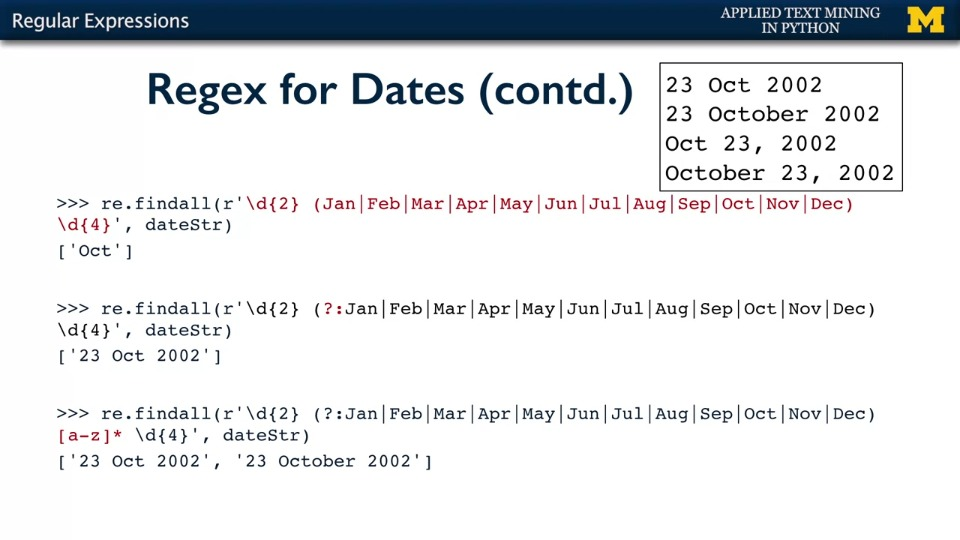 Regular Expressions
APPLIED TEXT MINING
IN PYTHON
M
Regex for Dates (contd.)
23 Oct 2002
23 October 2002
Oct 23, 2002
October 23, 2002
>>> re.findall(r'\d{2} (Jan|Feb|Mar|Apr|May|Jun|Jul|Aug|Sep|Oct|Nov|Dec)
\d{4}', dateStr)
['Oct']
>>> re.findall(r'\d{2} (?:Jan|Feb|Mar|Apr|May|Jun|Jul|Aug|Sep|Oct|Nov|Dec)
\d{4}', dateStr)
['23 Oct 2002']
>>> re.findall(r'\d{2} (?:Jan|Feb|Mar|Apr|May|Jun|Jul|Aug|Sep|Oct|Nov|Dec)
[a-z]* \d{4}', dateStr)
['23 Oct 2002', '23 October 2002']